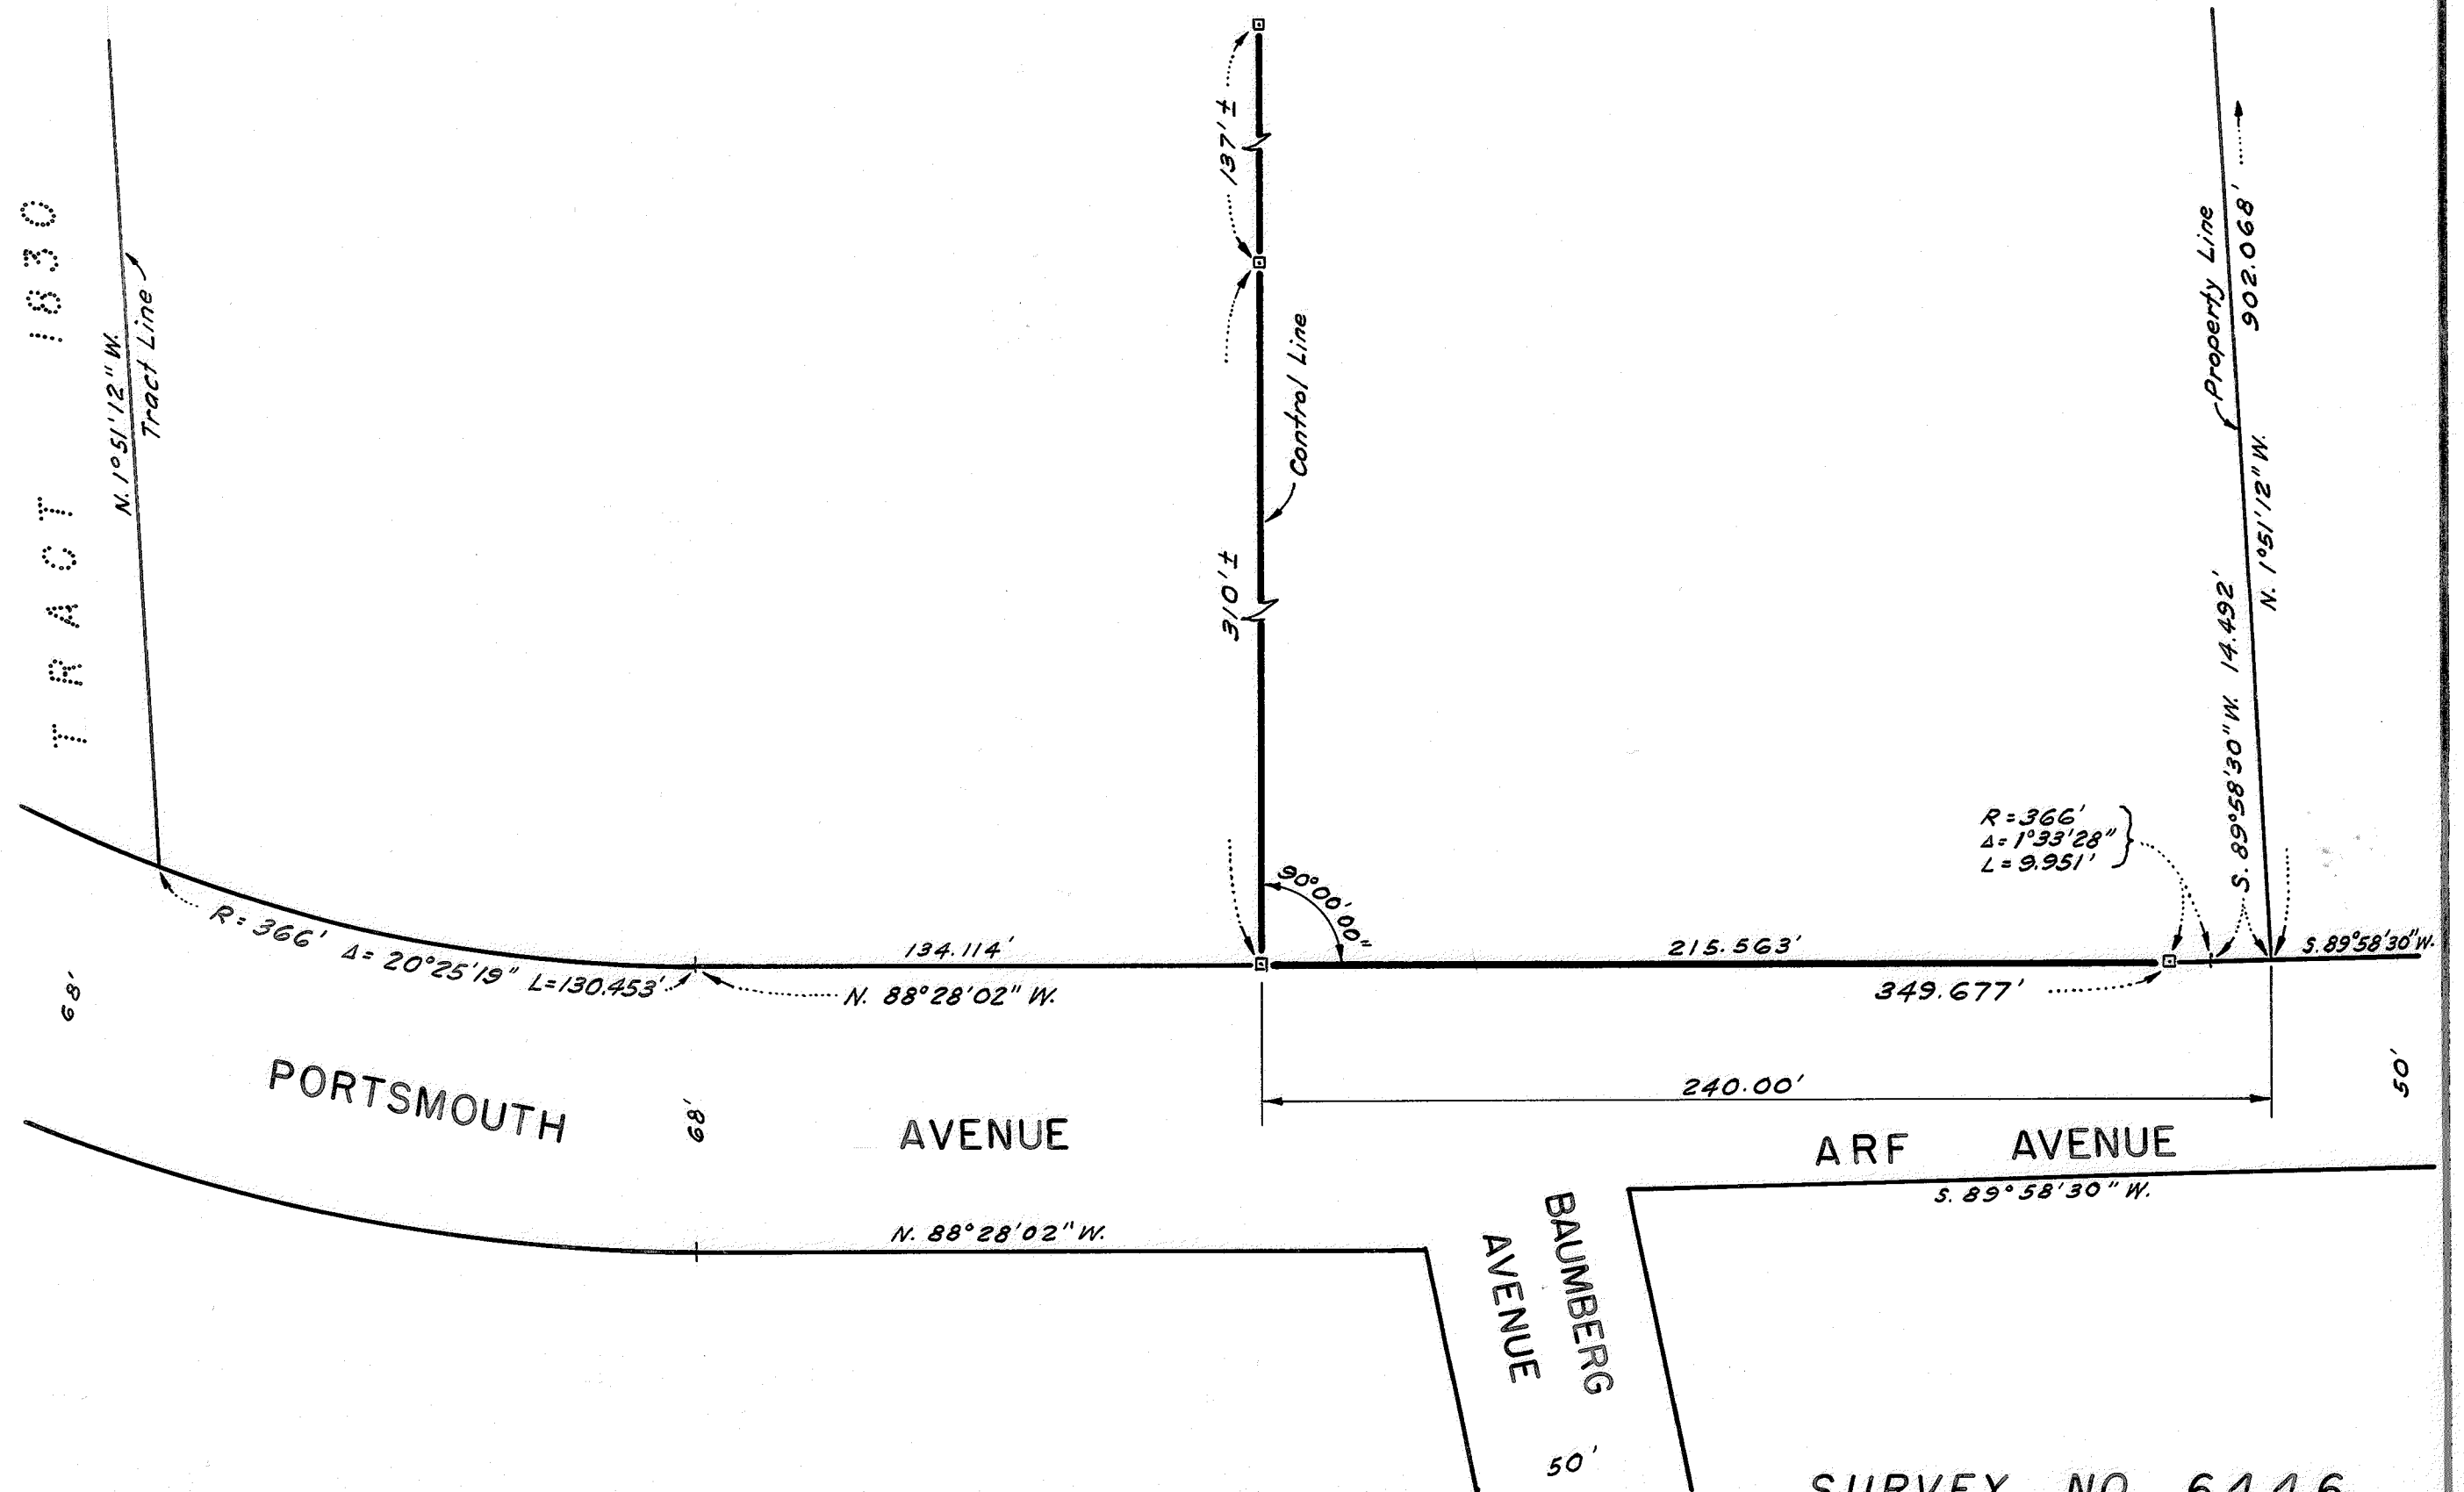 TRACT 1830
N. 1°51'12" W.
Tract Line
137' ±
Control Line
310' ±
Property Line
902.068'
N. 1°51'12" W.
S. 89°58'30" W. 14.492'
R = 366'
Δ = 1°33'28"
L = 9.951'
90°00'00"
134.114'
215.563'
S. 89°58'30" W.
R = 366' Δ = 20°25'19" L = 130.453'
N. 88°28'02" W.
349.677'
68'
240.00'
50'
PORTSMOUTH AVENUE
68'
ARF AVENUE
S. 89°58'30" W.
N. 88°28'02" W.
BAUMBERG
AVENUE
50'
SURVEY NO. 6446